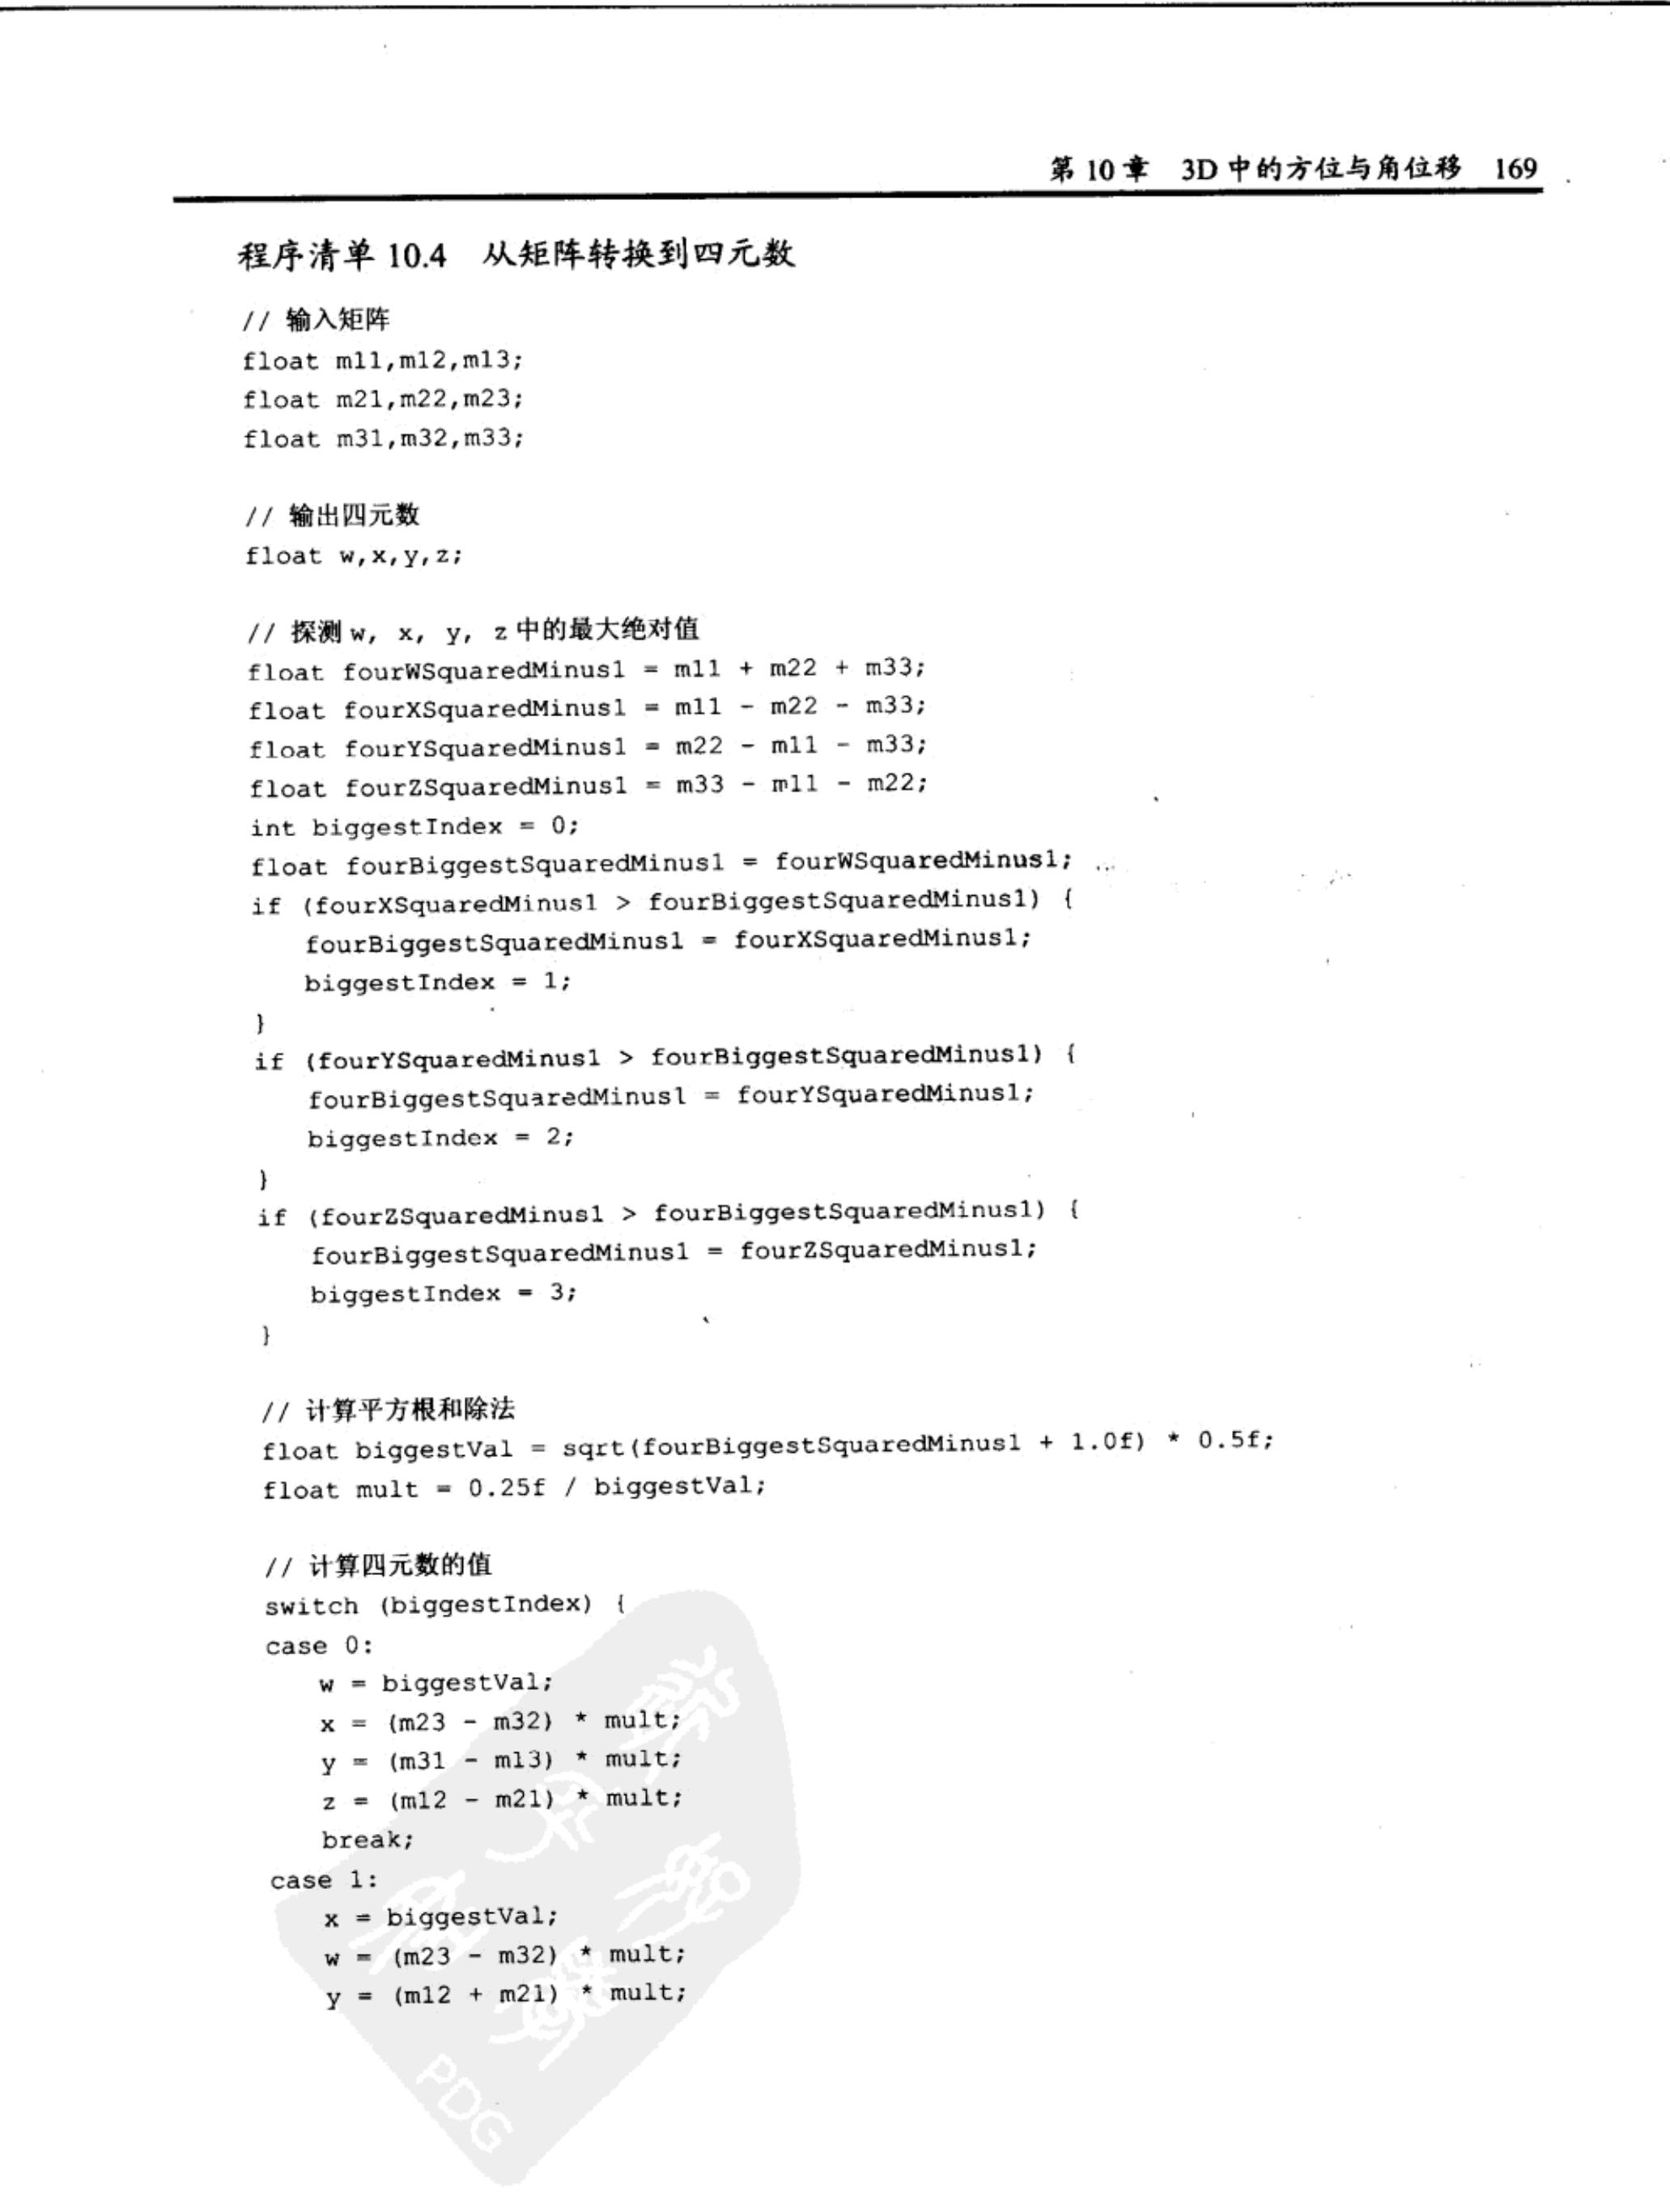 第 10 章 3D 中的方位与角位移 169
程序清单 10.4 从矩阵转换到四元数
// 输入矩阵
float m11,m12,m13;
float m21,m22,m23;
float m31,m32,m33;
// 输出四元数
float w,x,y,z;
// 探测 w, x, y, z 中的最大绝对值
float fourWSquaredMinus1 = m11 + m22 + m33;
float fourXSquaredMinus1 = m11 - m22 - m33;
float fourYSquaredMinus1 = m22 - m11 - m33;
float fourZSquaredMinus1 = m33 - m11 - m22;
int biggestIndex = 0;
float fourBiggestSquaredMinus1 = fourWSquaredMinus1;
if (fourXSquaredMinus1 > fourBiggestSquaredMinus1) {
fourBiggestSquaredMinus1 = fourXSquaredMinus1;
biggestIndex = 1;
}
if (fourYSquaredMinus1 > fourBiggestSquaredMinus1) {
fourBiggestSquaredMinus1 = fourYSquaredMinus1;
biggestIndex = 2;
}
if (fourZSquaredMinus1 > fourBiggestSquaredMinus1) {
fourBiggestSquaredMinus1 = fourZSquaredMinus1;
biggestIndex = 3;
}
// 计算平方根和除法
float biggestVal = sqrt(fourBiggestSquaredMinus1 + 1.0f) * 0.5f;
float mult = 0.25f / biggestVal;
// 计算四元数的值
switch (biggestIndex) {
case 0:
w = biggestVal;
x = (m23 - m32) * mult;
y = (m31 - m13) * mult;
z = (m12 - m21) * mult;
break;
case 1:
x = biggestVal;
w = (m23 - m32) * mult;
y = (m12 + m21) * mult;
PDG